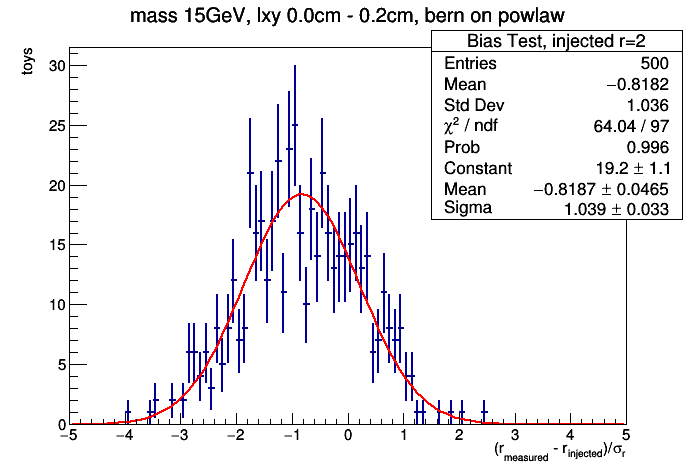 mass 15GeV, lxy 0.0cm - 0.2cm, bern on powlaw
toys
Bias Test, injected r=2
Entries 500
Mean −0.8182
Std Dev 1.036
χ² / ndf 64.04 / 97
Prob 0.996
Constant 19.2 ± 1.1
Mean −0.8187 ± 0.0465
Sigma 1.039 ± 0.033
30
25
20
15
10
5
0
−5 −4 −3 −2 −1 0 1 2 3 4 5
(r_measured - r_injected)/σ_r